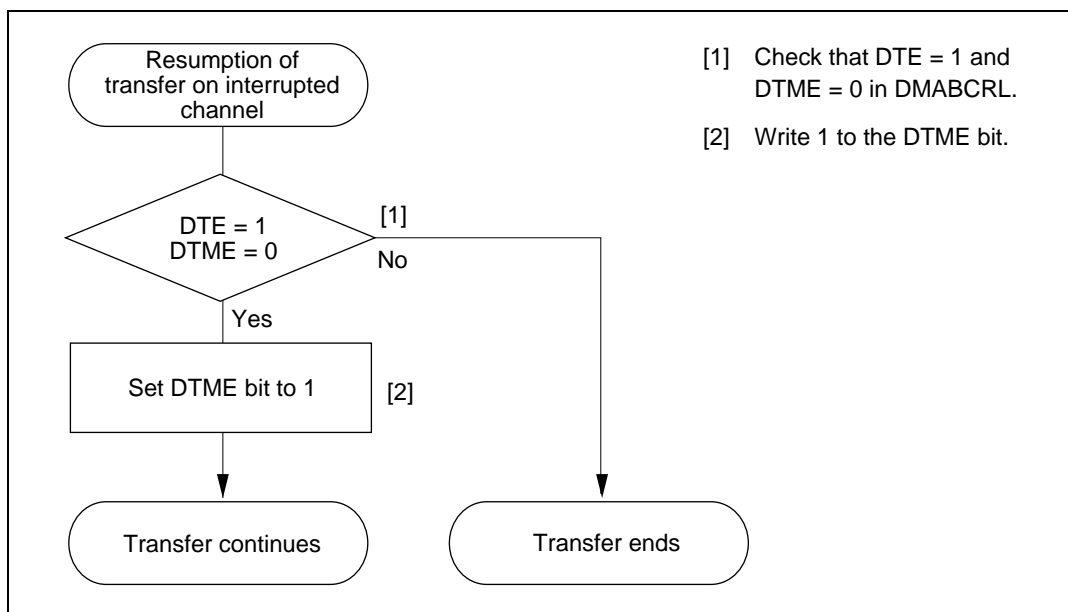 Resumption of
transfer on interrupted
channel
[1] Check that DTE = 1 and
DTME = 0 in DMABCRL.
[2] Write 1 to the DTME bit.
DTE = 1
DTME = 0
[1]
No
Yes
Set DTME bit to 1
[2]
Transfer continues
Transfer ends